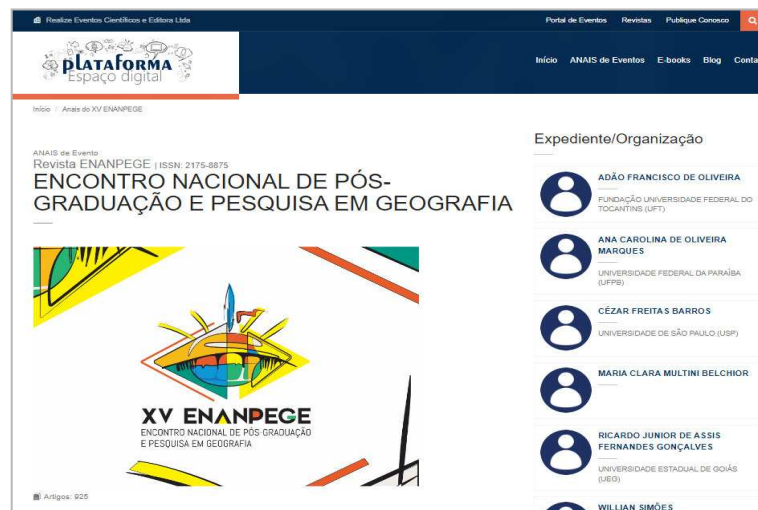 Realize Eventos Científicos e Editora Ltda
Portal de Eventos Revistas Publique Conosco
PLATAFORMA
Espaço digital
Início ANAIS de Eventos E-books Blog Conta
Início / Anais do XV ENANPEGE
ANAIS de Evento
Revista ENANPEGE | ISSN: 2175-8875
ENCONTRO NACIONAL DE PÓS-
GRADUAÇÃO E PESQUISA EM GEOGRAFIA
XV ENANPEGE
ENCONTRO NACIONAL DE PÓS-GRADUAÇÃO
E PESQUISA EM GEOGRAFIA
Artigos: 925
Expediente/Organização
ADÃO FRANCISCO DE OLIVEIRA
FUNDAÇÃO UNIVERSIDADE FEDERAL DO
TOCANTINS (UFT)
ANA CAROLINA DE OLIVEIRA
MARQUES
UNIVERSIDADE FEDERAL DA PARAÍBA
(UFPB)
CÉZAR FREITAS BARROS
UNIVERSIDADE DE SÃO PAULO (USP)
MARIA CLARA MULTINI BELCHIOR
RICARDO JUNIOR DE ASSIS
FERNANDES GONÇALVES
UNIVERSIDADE ESTADUAL DE GOIÁS
(UEG)
WILLIAN SIMÕES